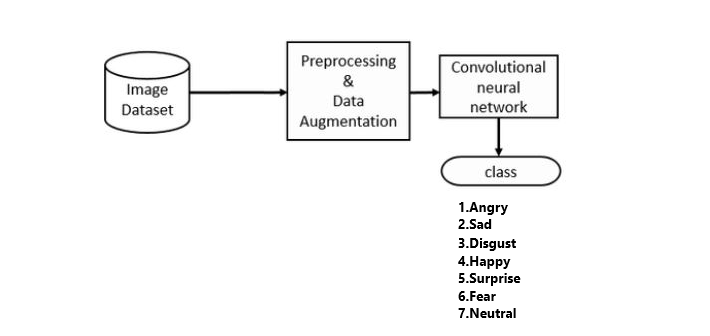 Image
Dataset
Preprocessing
&
Data
Augmentation
Convolutional
neural
network
class
1.Angry
2.Sad
3.Disgust
4.Happy
5.Surprise
6.Fear
7.Neutral